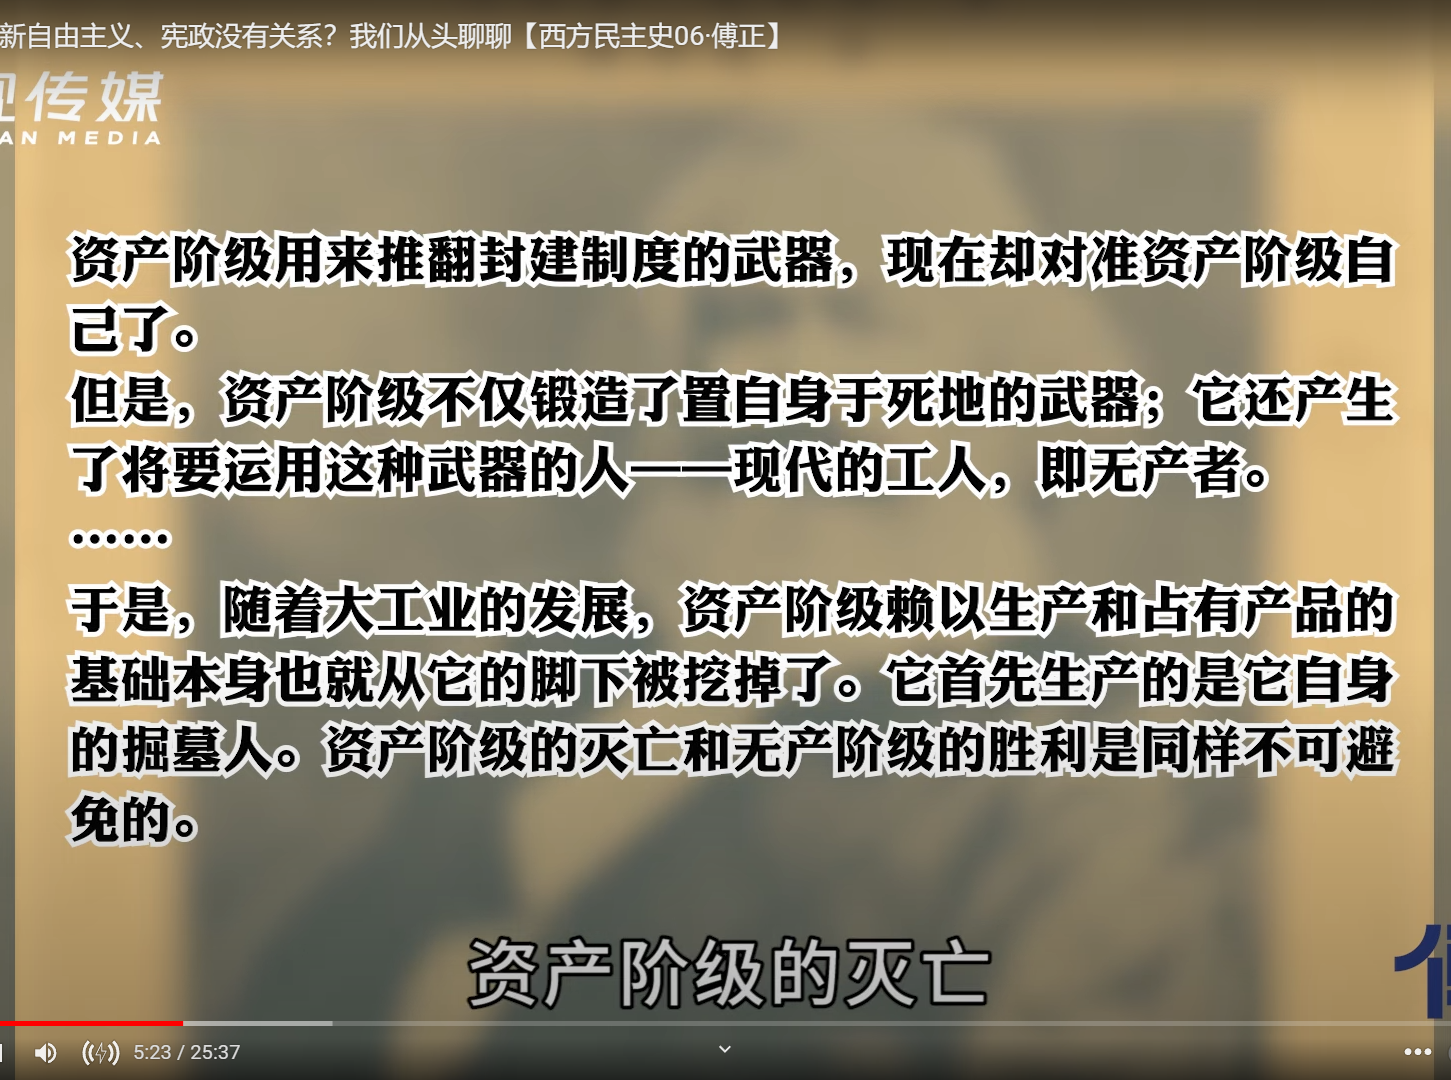 新自由主义、宪政没有关系？我们从头聊聊【西方民主史06·傅正】
传媒
AN MEDIA
资产阶级用来推翻封建制度的武器，现在却对准资产阶级自
己了。
但是，资产阶级不仅锻造了置自身于死地的武器；它还产生
了将要运用这种武器的人——现代的工人，即无产者。
……
于是，随着大工业的发展，资产阶级赖以生产和占有产品的
基础本身也就从它的脚下被挖掉了。它首先生产的是它自身
的掘墓人。资产阶级的灭亡和无产阶级的胜利是同样不可避
免的。
资产阶级的灭亡
5:23 / 25:37